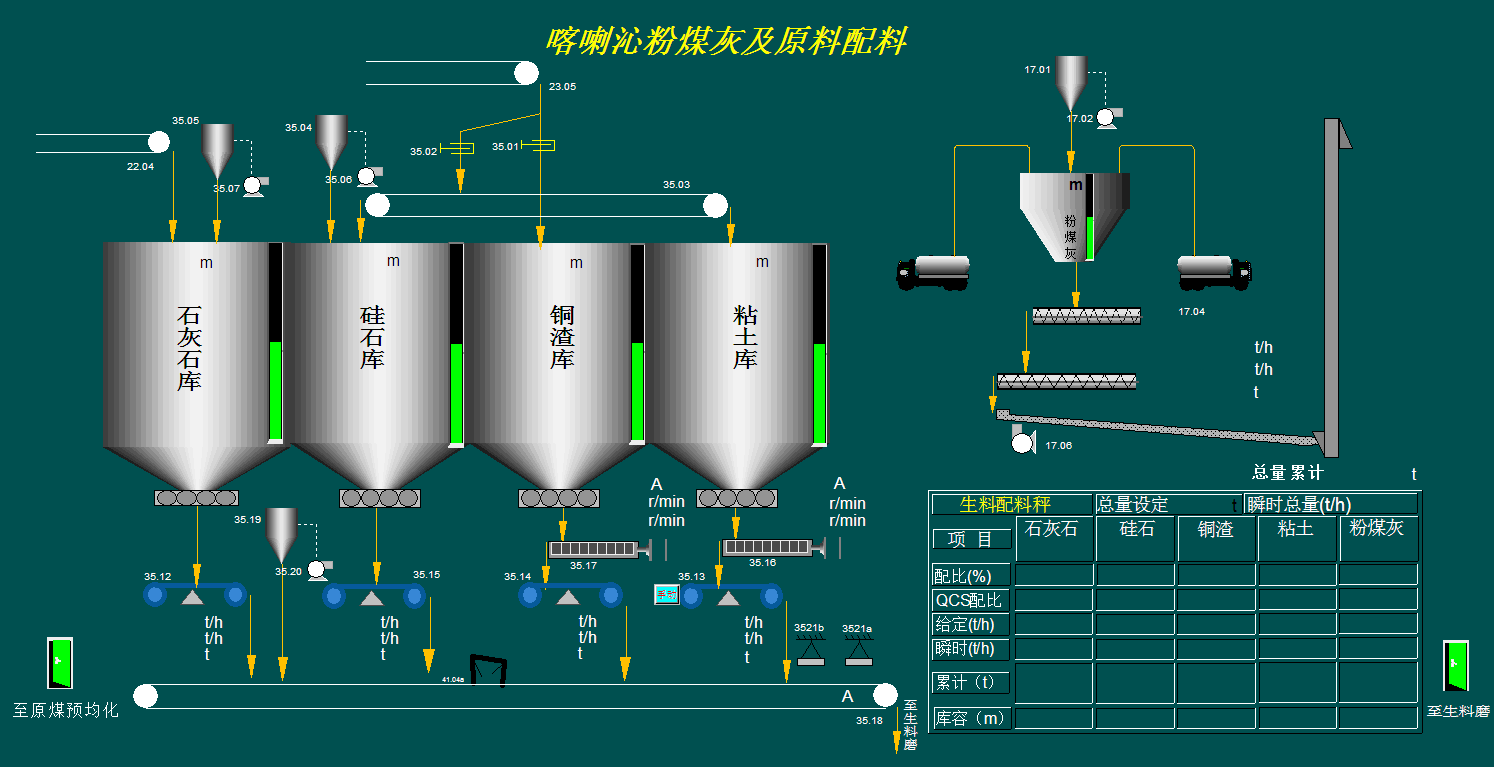 喀喇沁粉煤灰及原料配料
17.01
23.05
17.02
35.05
35.04
22.04
35.02
35.01
35.07
35.06
35.03
m
粉煤灰
m
m
m
m
石灰石库
硅石库
铜渣库
粘土库
17.04
t/h
t/h
t
17.06
总量累计 t
A
r/min
r/min
A
r/min
r/min
35.19
35.20
35.17
35.16
35.12
35.15
35.14
35.13
t/h
t/h
t
t/h
t/h
t
t/h
t/h
t
t/h
t/h
t
3521b
3521a
41.04a
A
35.18
至原煤预均化
至生料磨
生料配料秤 总量设定 t 瞬时总量(t/h)
项 目 石灰石 硅石 铜渣 粘土 粉煤灰
配比(%)
QCS配比
给定(t/h)
瞬时(t/h)
累计（t）
库容（m）
至生料磨